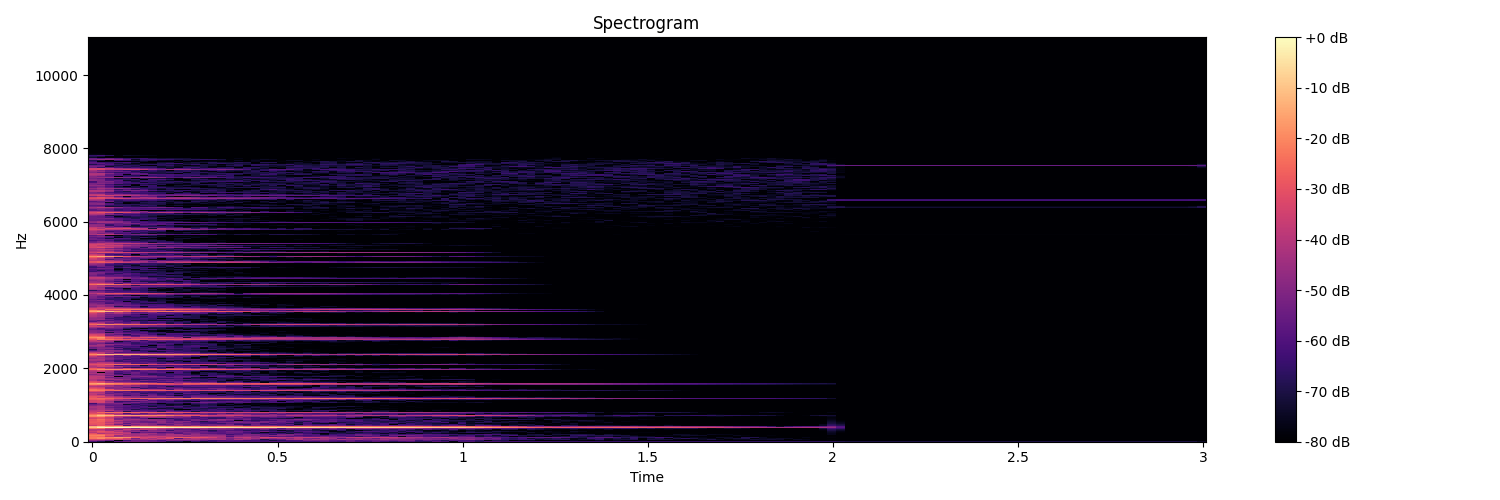 Spectrogram
10000
8000
6000
4000
2000
0
Hz
0 0.5 1 1.5 2 2.5 3
Time
+0 dB
-10 dB
-20 dB
-30 dB
-40 dB
-50 dB
-60 dB
-70 dB
-80 dB